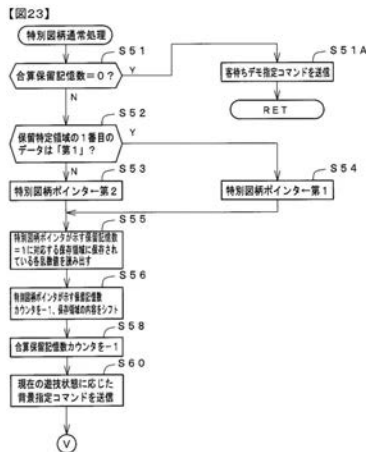 【図23】
特別図柄通常処理
S51
合算保留記憶数=0?
Y
N
S51A
客待ちデモ指定コマンドを送信
RET
S52
保留特定領域の1番目の
データは「第1」?
Y
N
S53
特別図柄ポインタ←第2
S54
特別図柄ポインタ←第1
S55
特別図柄ポインタが示す保留記憶数
=1に対応する保存領域に保存され
ている各乱数値を読み出す
S56
特別図柄ポインタが示す保留記憶数
カウンタを-1、保存領域の内容をシフト
S58
合算保留記憶数カウンタを-1
S60
現在の遊技状態に応じた
背景指定コマンドを送信
V